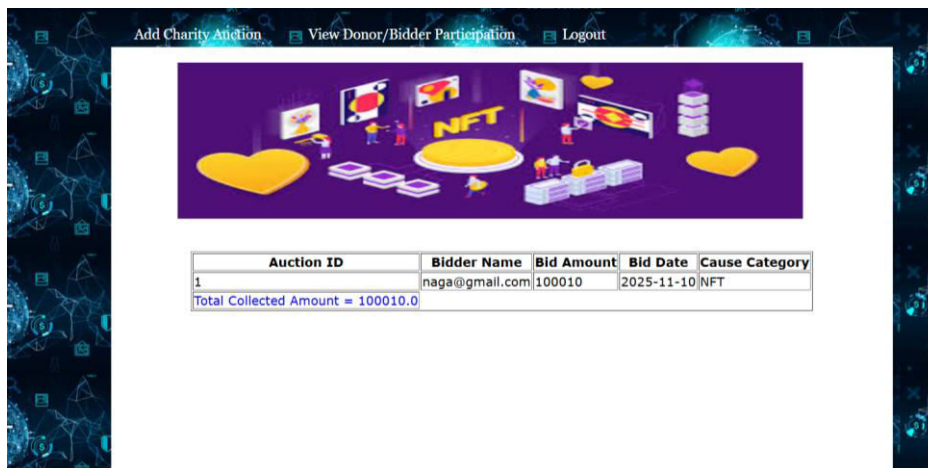 Add Charity Auction View Donor/Bidder Participation Logout
NFT
Auction ID Bidder Name Bid Amount Bid Date Cause Category
1 naga@gmail.com 100010 2025-11-10 NFT
Total Collected Amount = 100010.0